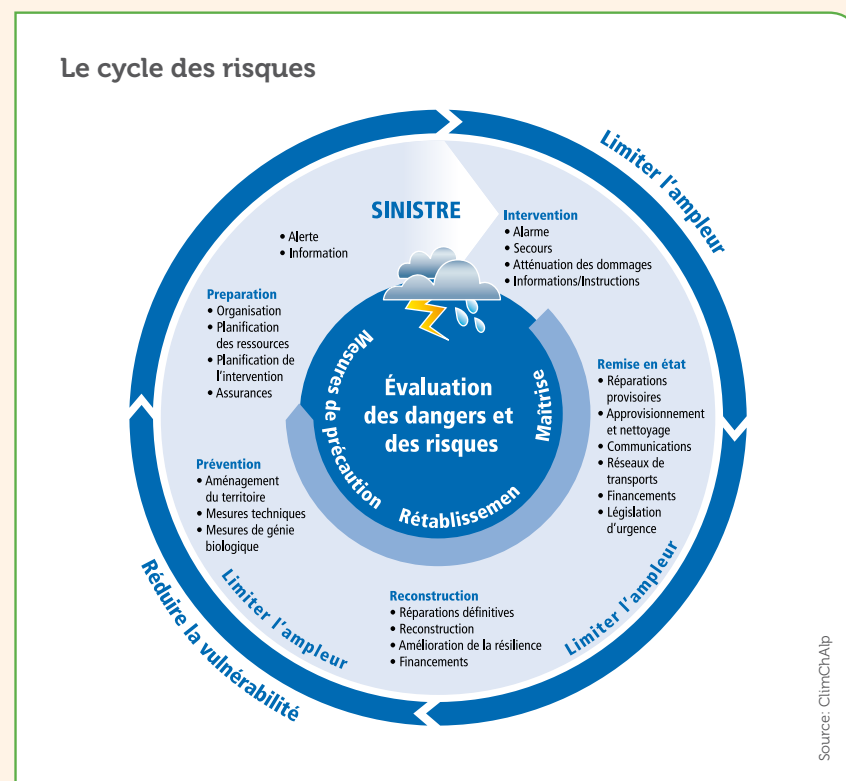 Le cycle des risques
Limiter l'ampleur
SINISTRE
• Alerte
• Information
Intervention
• Alarme
• Secours
• Atténuation des dommages
• Informations/Instructions
Preparation
• Organisation
• Planification
des ressources
• Planification de
l'intervention
• Assurances
Remise en état
• Réparations
provisoires
• Approvisionnement
et nettoyage
• Communications
• Réseaux de
transports
• Financements
• Législation
d'urgence
Mesures de précaution
Évaluation
des dangers et
des risques
Maîtrise
Rétablissemen
Prévention
• Aménagement
du territoire
• Mesures techniques
• Mesures de génie
biologique
Reconstruction
• Réparations définitives
• Reconstruction
• Amélioration de la résilience
• Financements
Limiter l'ampleur
Limiter l'ampleur
Réduire la vulnérabilité
Source: ClimChAlp